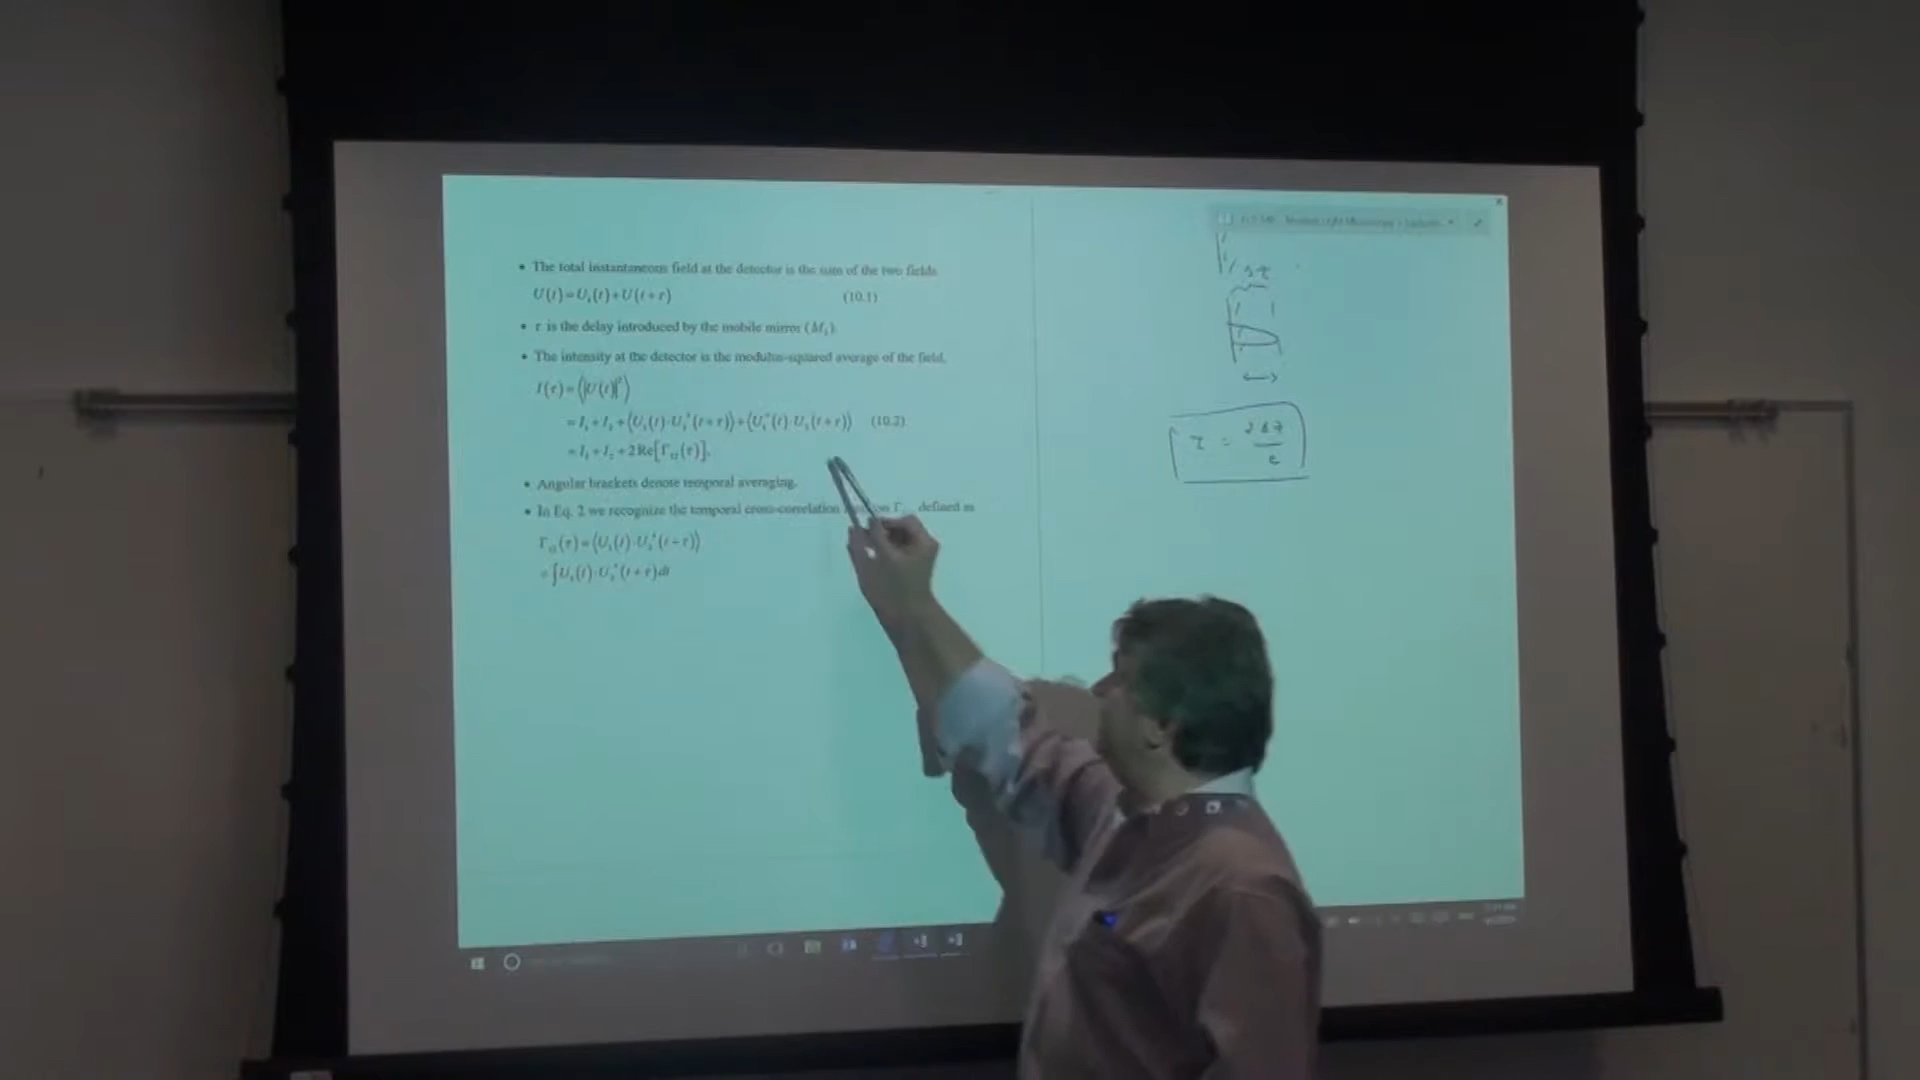 • The total instantaneous field at the detector is the sum of the two fields
U(t)=U₁(t)+U(t+τ) (10.1)
• τ is the delay introduced by the mobile mirror (M₁).
• The intensity at the detector is the modulus-squared average of the field,
I(τ)=⟨|U(t)|²⟩
=I₁+I₂+⟨U₁(t)·U₂*(t+τ)⟩+⟨U₁*(t)·U₂(t+τ)⟩ (10.2)
=I₁+I₂+2Re[Γ₁₂(τ)],
• Angular brackets denote temporal averaging.
• In Eq. 2 we recognize the temporal cross-correlation Γ defined as
Γ₁₂(τ)=⟨U₁(t)·U₂*(t+τ)⟩
=∫U₁(t)·U₂*(t+τ)dt
Δz
τ = 2Δz/c